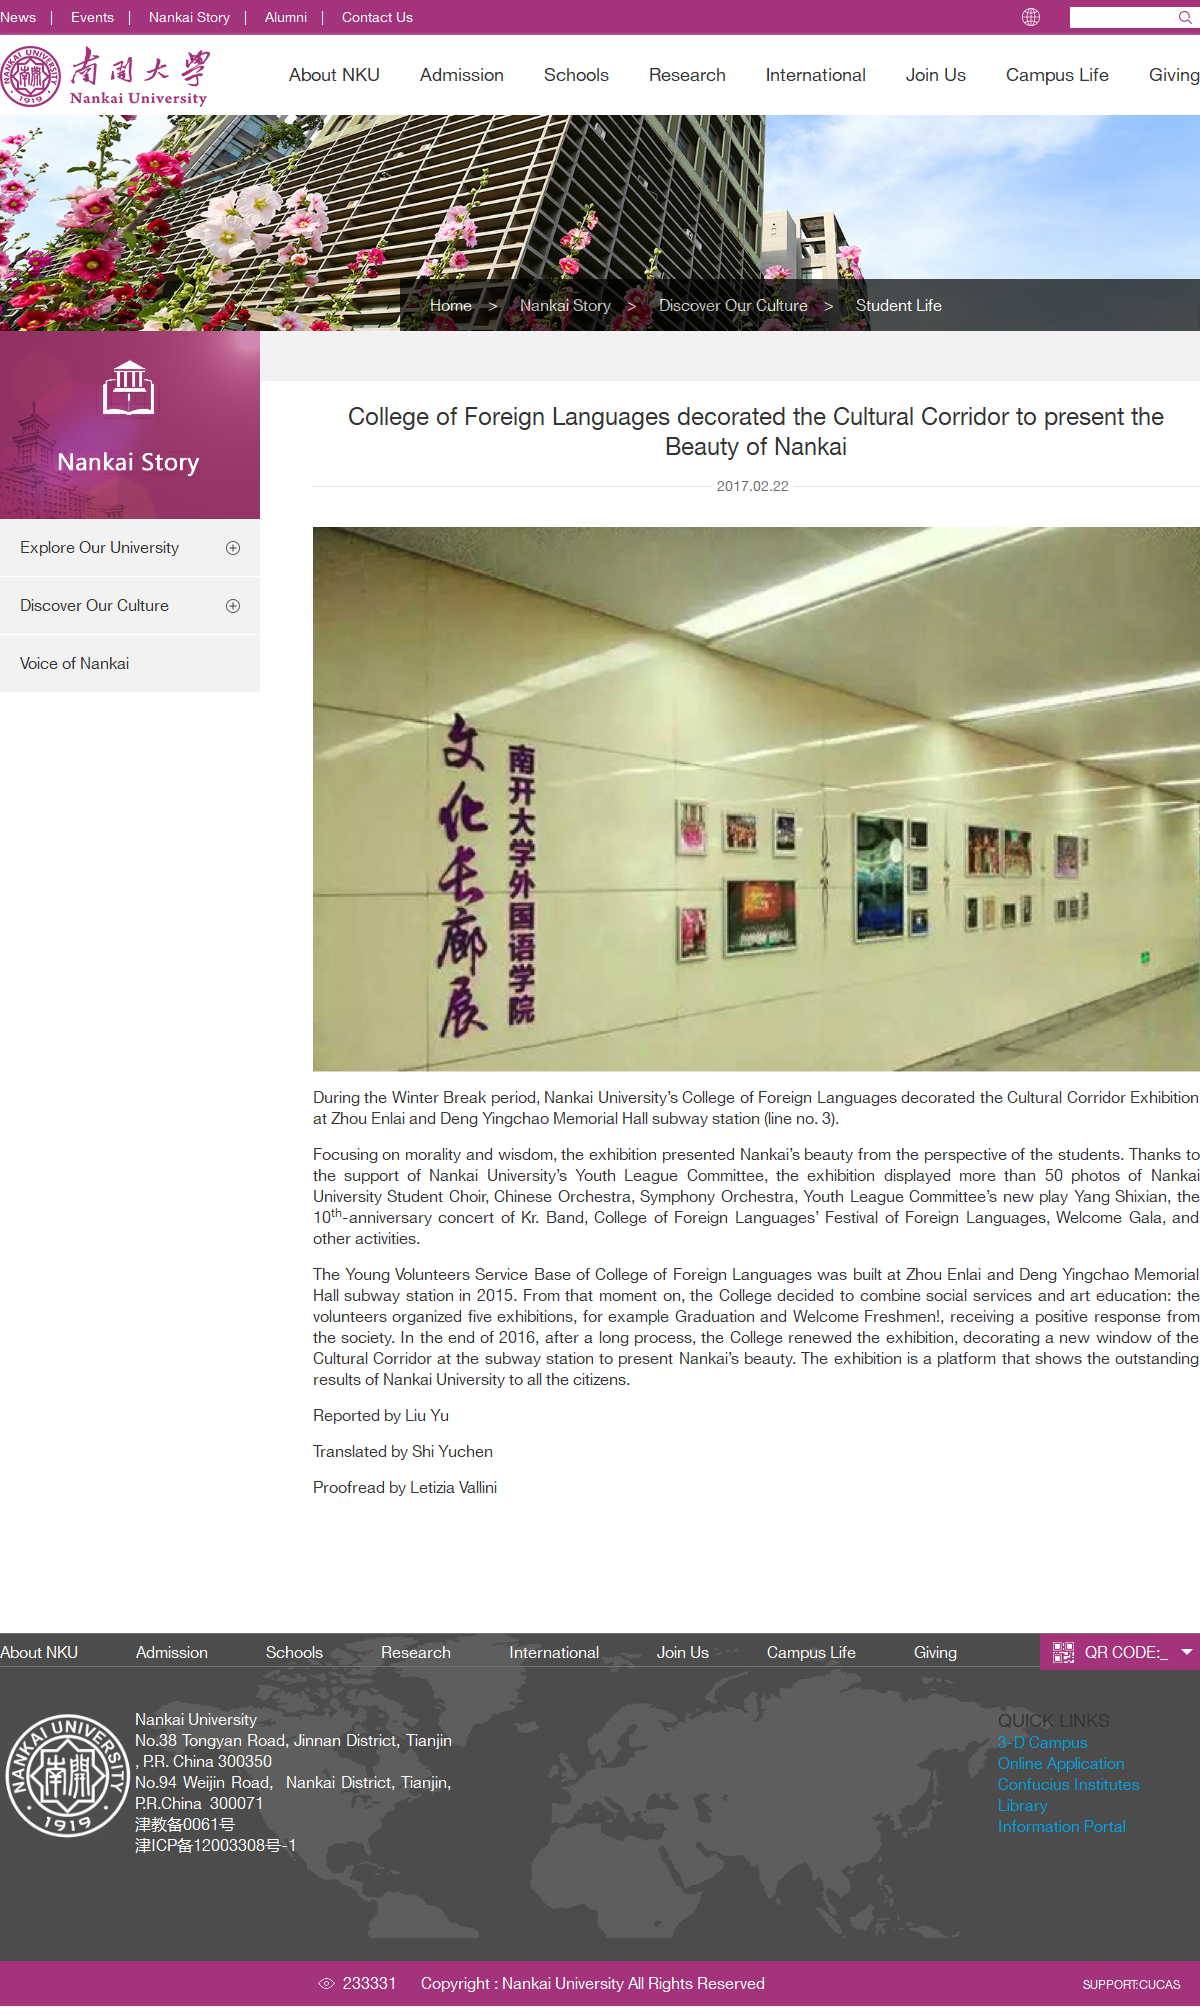 News | Events | Nankai Story | Alumni | Contact Us
NANKAI UNIVERSITY
南開
1919
南開大學
Nankai University
About NKU Admission Schools Research International Join Us Campus Life Giving
Home > Nankai Story > Discover Our Culture > Student Life
Nankai Story
Explore Our University
Discover Our Culture
Voice of Nankai
College of Foreign Languages decorated the Cultural Corridor to present the
Beauty of Nankai
2017.02.22
文化长廊展
南开大学外国语学院
During the Winter Break period, Nankai University’s College of Foreign Languages decorated the Cultural Corridor Exhibition
at Zhou Enlai and Deng Yingchao Memorial Hall subway station (line no. 3).
Focusing on morality and wisdom, the exhibition presented Nankai’s beauty from the perspective of the students. Thanks to
the support of Nankai University’s Youth League Committee, the exhibition displayed more than 50 photos of Nankai
University Student Choir, Chinese Orchestra, Symphony Orchestra, Youth League Committee’s new play Yang Shixian, the
10th-anniversary concert of Kr. Band, College of Foreign Languages’ Festival of Foreign Languages, Welcome Gala, and
other activities.
The Young Volunteers Service Base of College of Foreign Languages was built at Zhou Enlai and Deng Yingchao Memorial
Hall subway station in 2015. From that moment on, the College decided to combine social services and art education: the
volunteers organized five exhibitions, for example Graduation and Welcome Freshmen!, receiving a positive response from
the society. In the end of 2016, after a long process, the College renewed the exhibition, decorating a new window of the
Cultural Corridor at the subway station to present Nankai’s beauty. The exhibition is a platform that shows the outstanding
results of Nankai University to all the citizens.
Reported by Liu Yu
Translated by Shi Yuchen
Proofread by Letizia Vallini
About NKU Admission Schools Research International Join Us Campus Life Giving QR CODE:_
NANKAI UNIVERSITY
南開
1919
Nankai University
No.38 Tongyan Road, Jinnan District, Tianjin
, P.R. China 300350
No.94 Weijin Road, Nankai District, Tianjin,
P.R.China 300071
津教备0061号
津ICP备12003308号-1
QUICK LINKS
3-D Campus
Online Application
Confucius Institutes
Library
Information Portal
233331 Copyright : Nankai University All Rights Reserved
SUPPORT:CUCAS